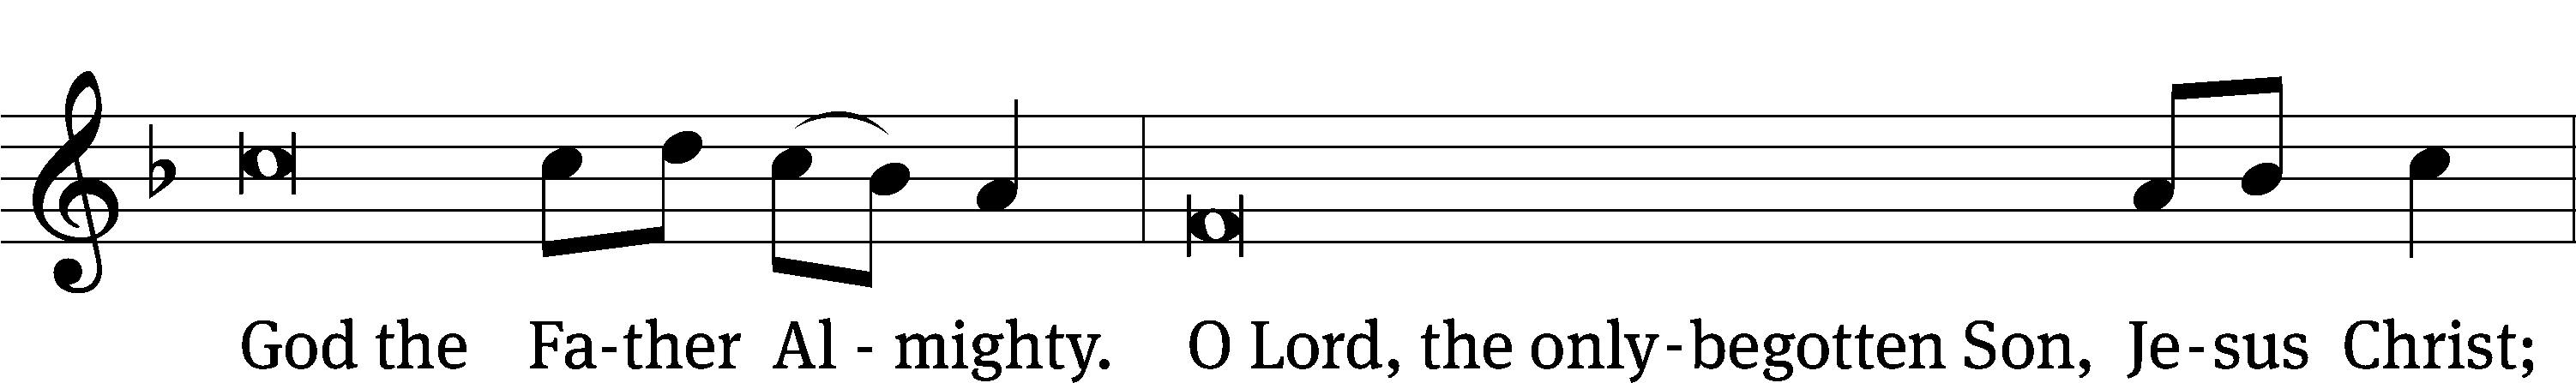 God the Fa-ther Al - mighty. O Lord, the only-begotten Son, Je-sus Christ;